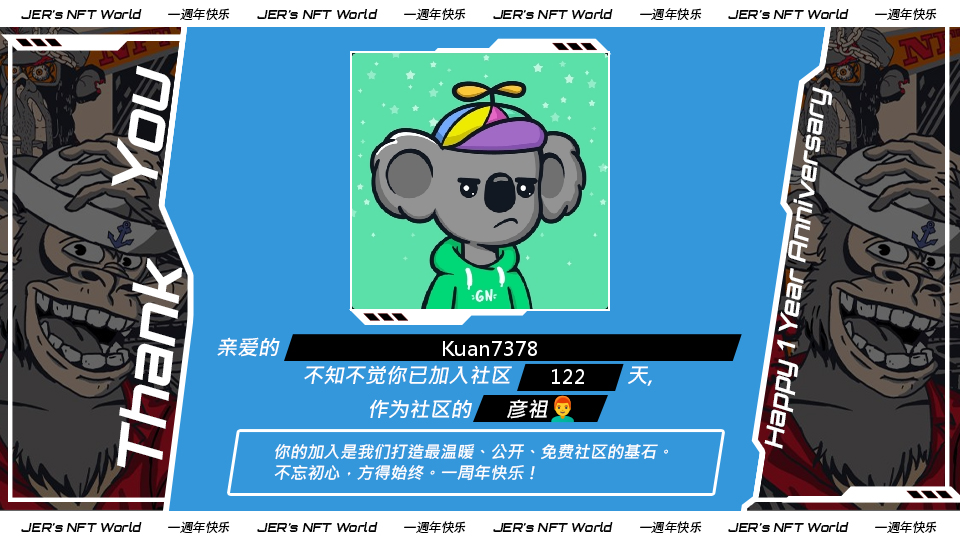 JER's NFT World 一週年快乐 JER's NFT World 一週年快乐 JER's NFT World 一週年快乐 JER's NFT World 一週年快乐
Thank You
GN
亲爱的 Kuan7378
不知不觉你已加入社区 122 天,
作为社区的 彦祖👨‍🦰
你的加入是我们打造最温暖、公开、免费社区的基石。
不忘初心，方得始终。一周年快乐！
Happy 1 Year Anniversary
JER's NFT World 一週年快乐 JER's NFT World 一週年快乐 JER's NFT World 一週年快乐 JER's NFT World 一週年快乐